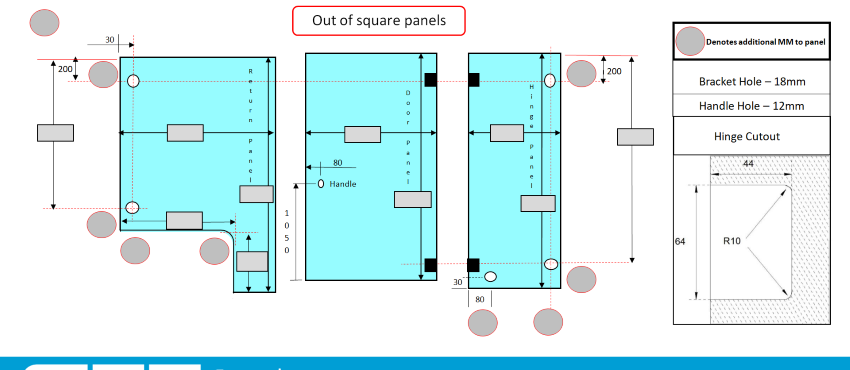 Out of square panels
30
200
Return Panel
Door Panel
80
Handle
1050
Hinge Panel
200
30
80
Denotes additional MM to panel
Bracket Hole – 18mm
Handle Hole – 12mm
Hinge Cutout
44
64
R10